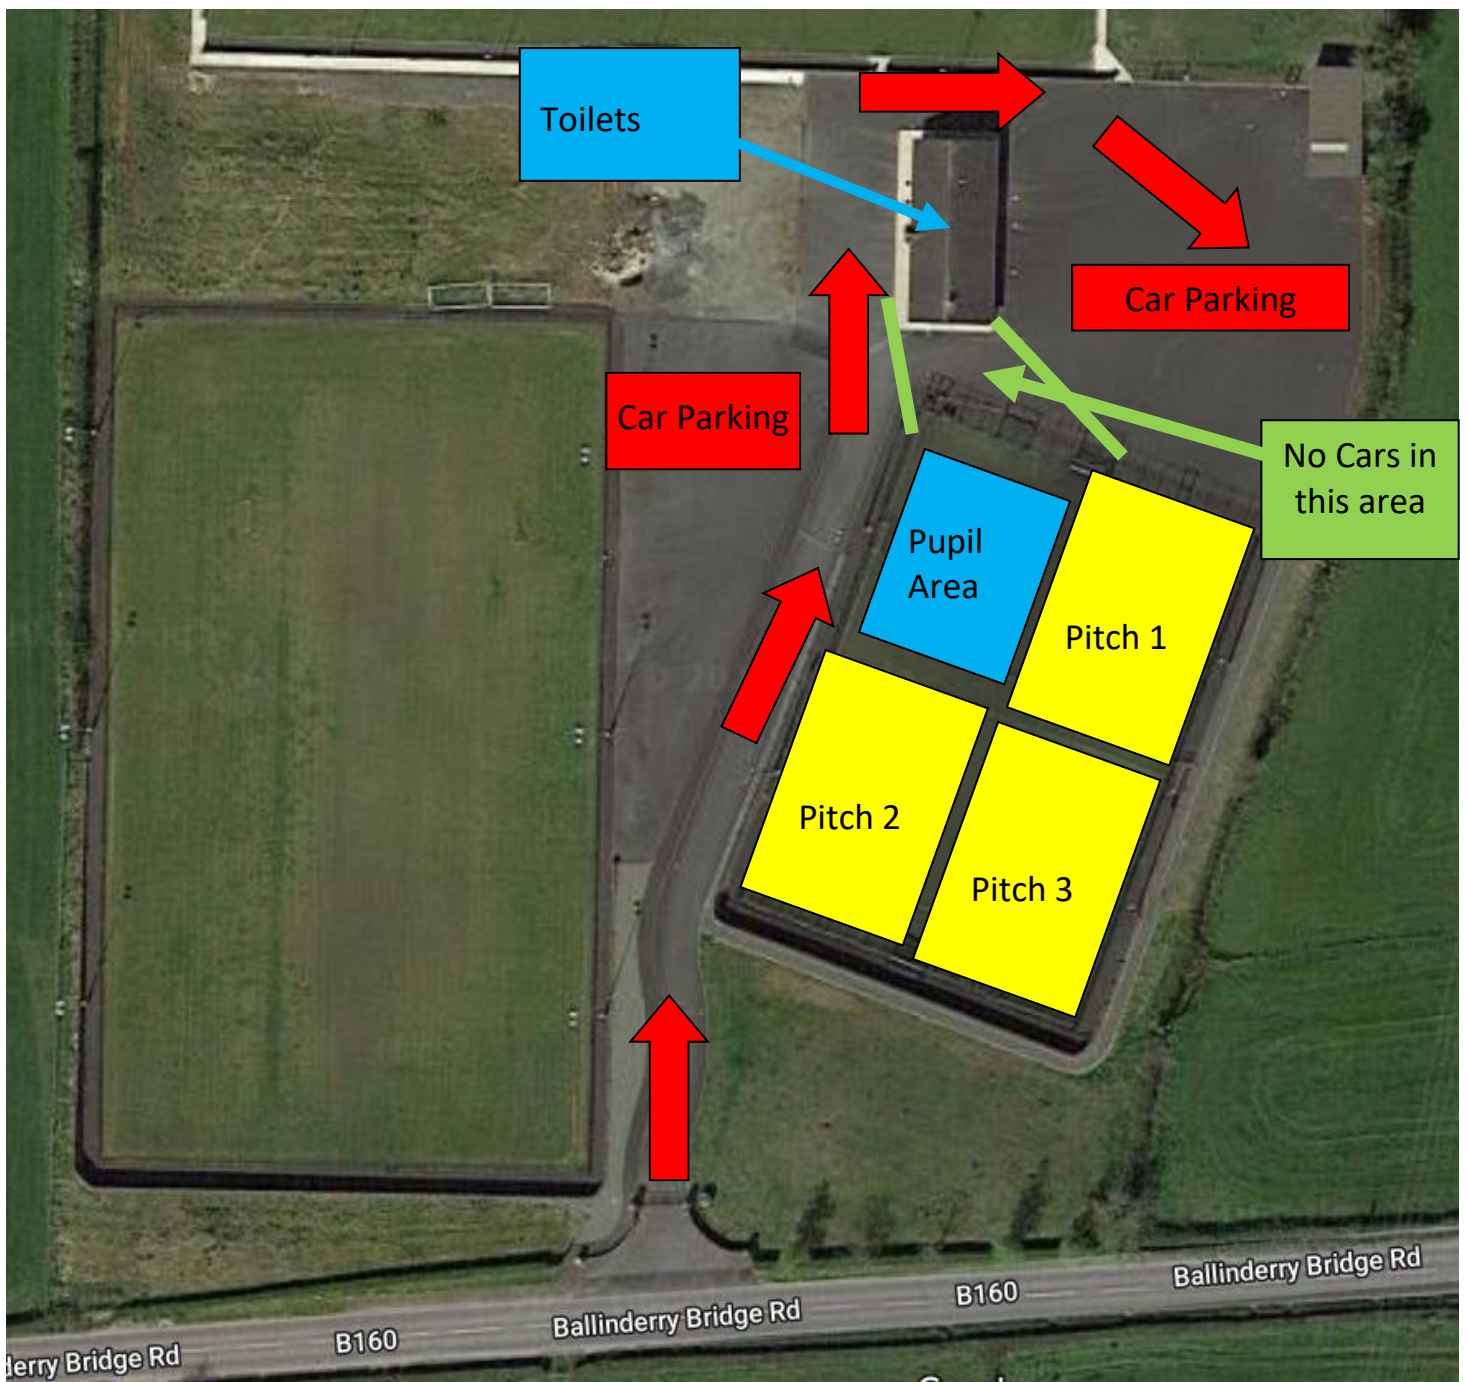 Toilets
Car Parking
Car Parking
No Cars in
this area
Pupil
Area
Pitch 1
Pitch 2
Pitch 3
Ballinderry Bridge Rd
B160
Ballinderry Bridge Rd
B160
derry Bridge Rd